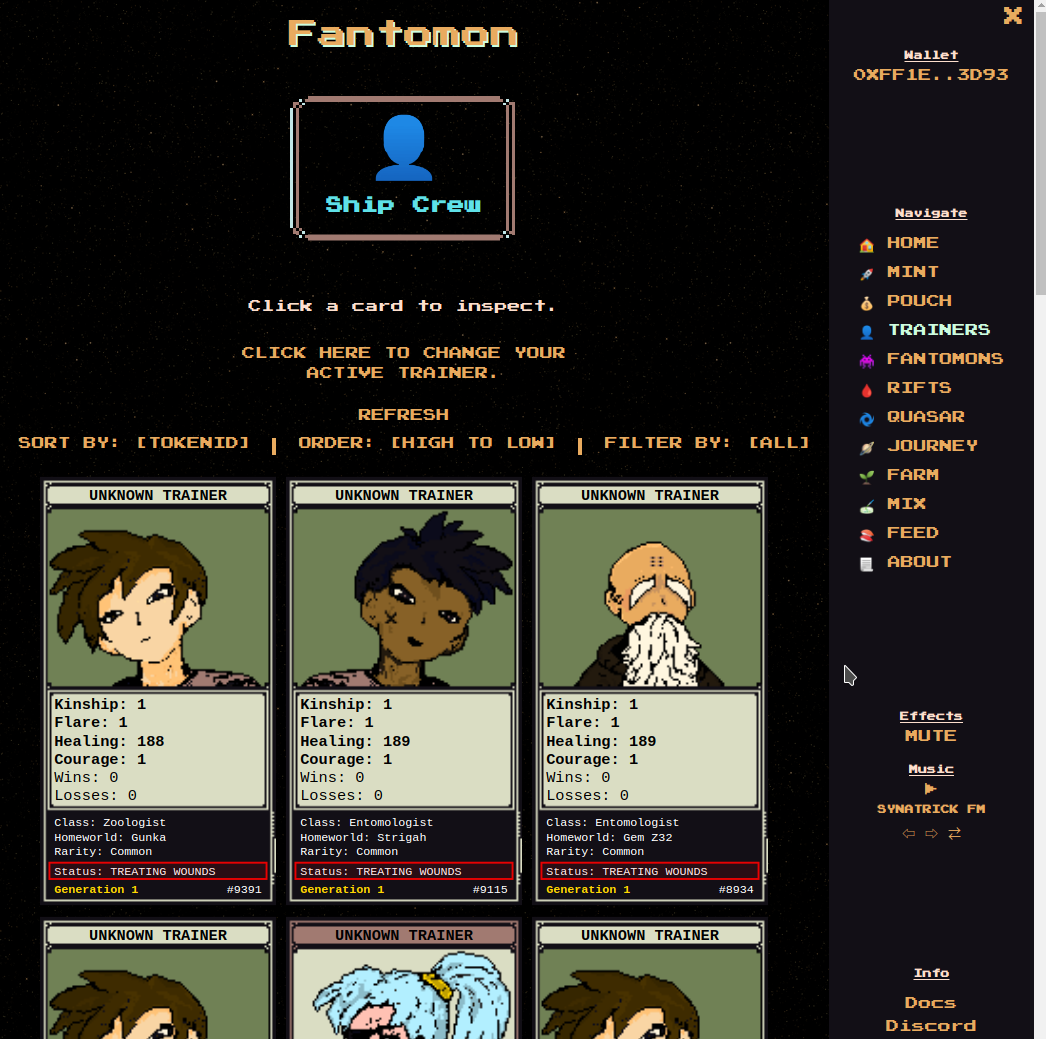 Fantomon
Ship Crew
Click a card to inspect.
CLICK HERE TO CHANGE YOUR
ACTIVE TRAINER.
REFRESH
SORT BY: [TOKENID] | ORDER: [HIGH TO LOW] | FILTER BY: [ALL]
UNKNOWN TRAINER
Kinship: 1
Flare: 1
Healing: 188
Courage: 1
Wins: 0
Losses: 0
Class: Zoologist
Homeworld: Gunka
Rarity: Common
Status: TREATING WOUNDS
Generation 1 #9391
UNKNOWN TRAINER
Kinship: 1
Flare: 1
Healing: 189
Courage: 1
Wins: 0
Losses: 0
Class: Entomologist
Homeworld: Strigah
Rarity: Common
Status: TREATING WOUNDS
Generation 1 #9115
UNKNOWN TRAINER
Kinship: 1
Flare: 1
Healing: 189
Courage: 1
Wins: 0
Losses: 0
Class: Entomologist
Homeworld: Gem Z32
Rarity: Common
Status: TREATING WOUNDS
Generation 1 #8934
UNKNOWN TRAINER
UNKNOWN TRAINER
UNKNOWN TRAINER
X
Wallet
0XFF1E..3D93
Navigate
HOME
MINT
POUCH
TRAINERS
FANTOMONS
RIFTS
QUASAR
JOURNEY
FARM
MIX
FEED
ABOUT
Effects
MUTE
Music
SYNATRICK FM
Info
Docs
Discord